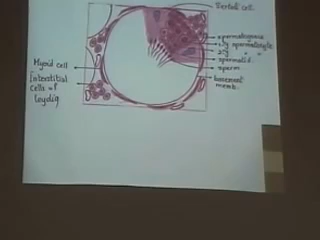 Sertoli cell.
spermatogonia
1ry spermatocyte
2ry " "
spermatid.
sperm.
basement
memb.
Myoid cell
Interstitial
cells of
leydig.